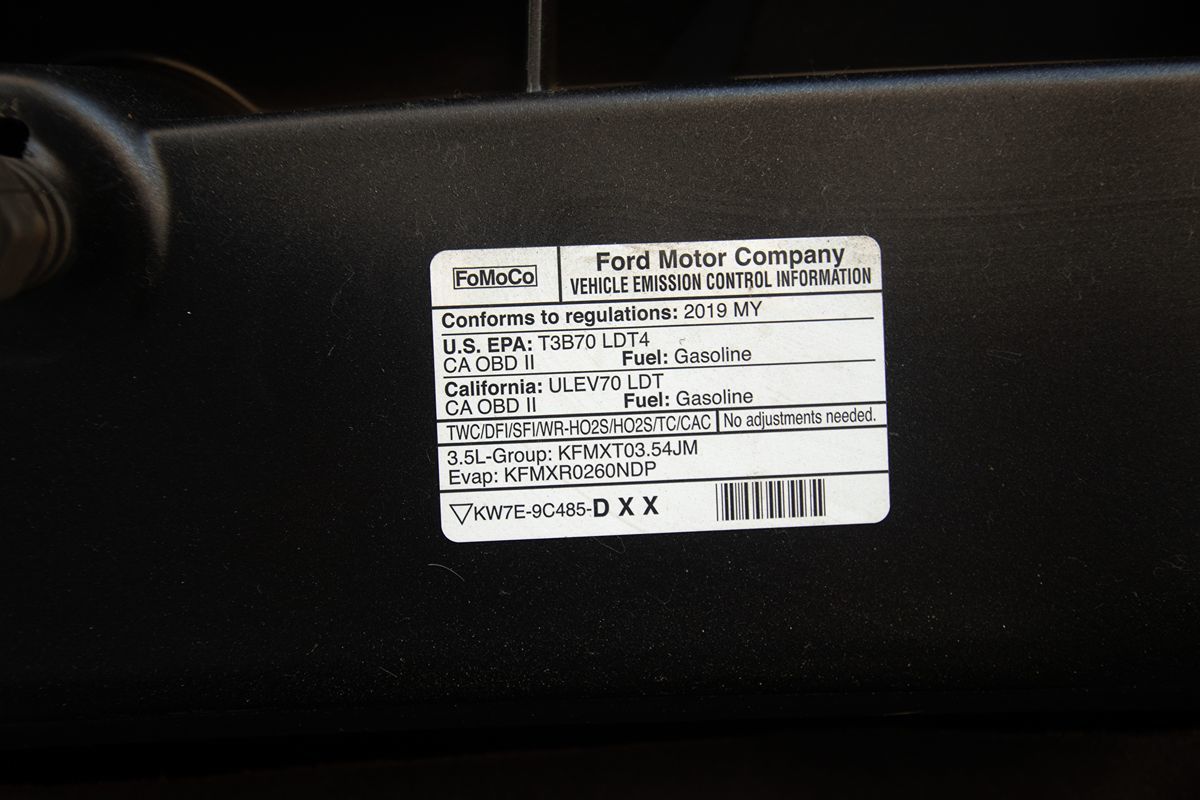 FoMoCo
Ford Motor Company
VEHICLE EMISSION CONTROL INFORMATION
Conforms to regulations: 2019 MY
U.S. EPA: T3B70 LDT4
CA OBD II Fuel: Gasoline
California: ULEV70 LDT
CA OBD II Fuel: Gasoline
TWC/DFI/SFI/WR-HO2S/HO2S/TC/CAC No adjustments needed.
3.5L-Group: KFMXT03.54JM
Evap: KFMXR0260NDP
▽KW7E-9C485-DXX